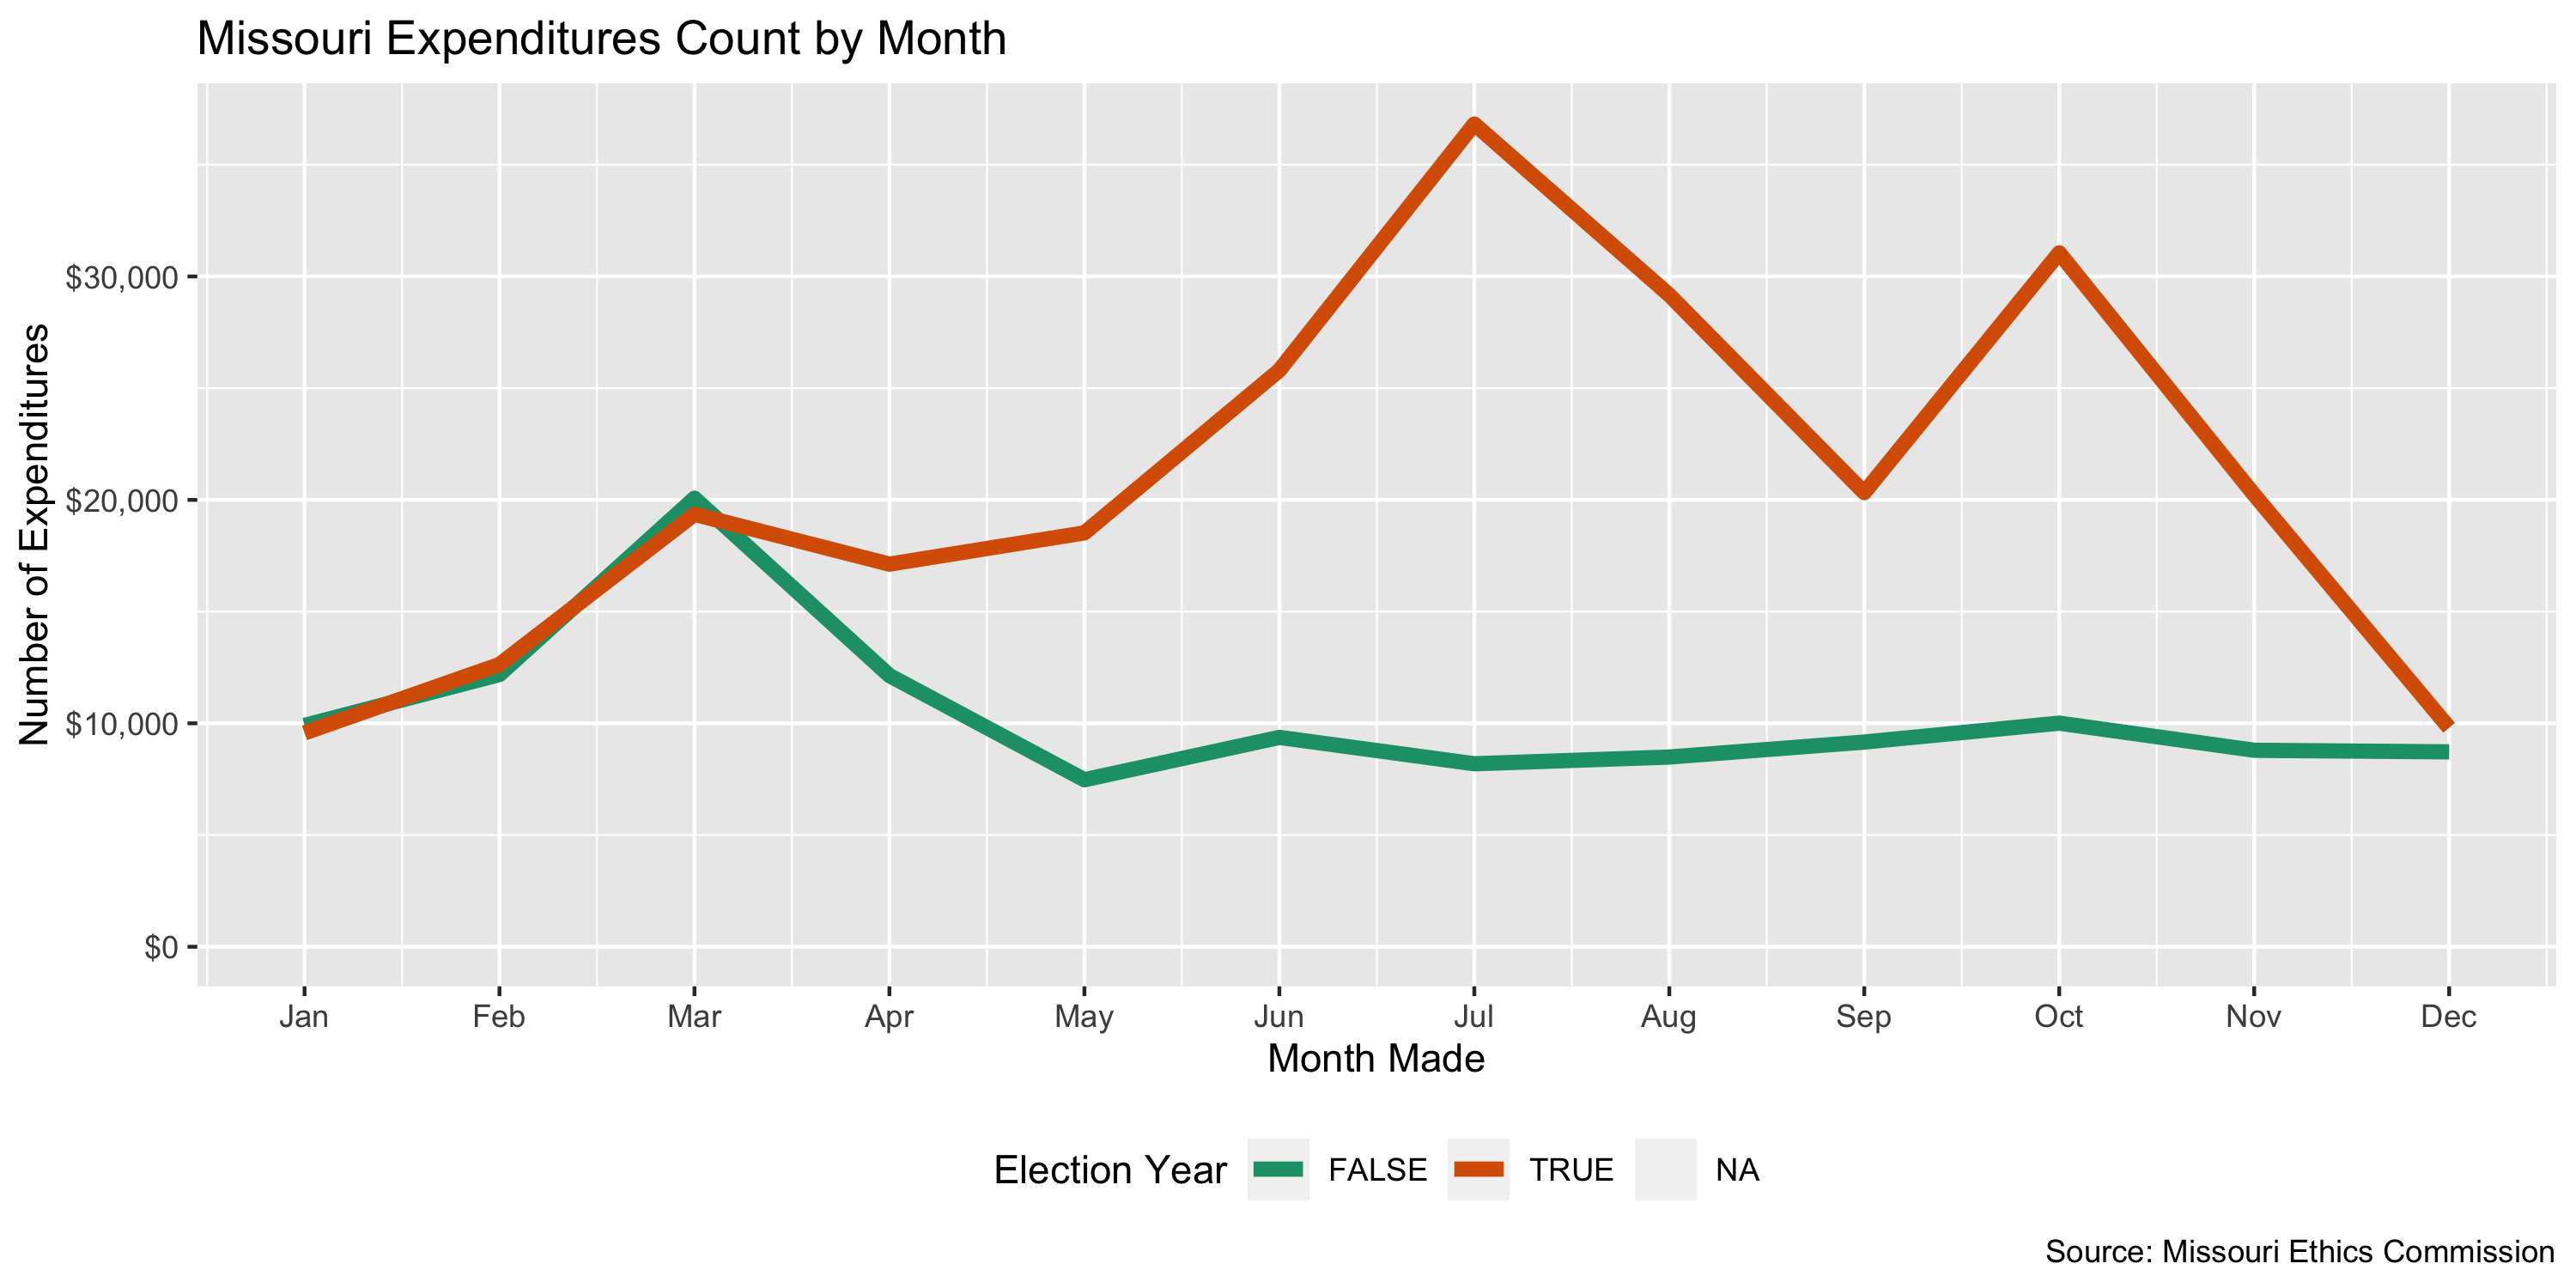 Missouri Expenditures Count by Month
Number of Expenditures
$30,000
$20,000
$10,000
$0
Jan Feb Mar Apr May Jun Jul Aug Sep Oct Nov Dec
Month Made
Election Year FALSE TRUE NA
Source: Missouri Ethics Commission